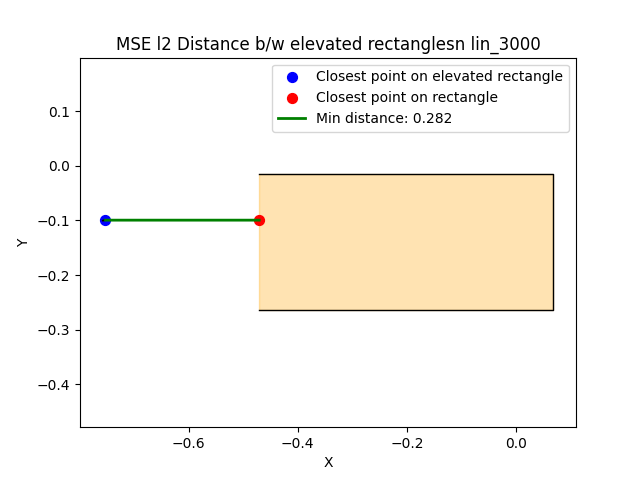 MSE l2 Distance b/w elevated rectanglesn lin_3000
Closest point on elevated rectangle
Closest point on rectangle
Min distance: 0.282
0.1
0.0
−0.1
−0.2
−0.3
−0.4
Y
−0.6
−0.4
−0.2
0.0
X